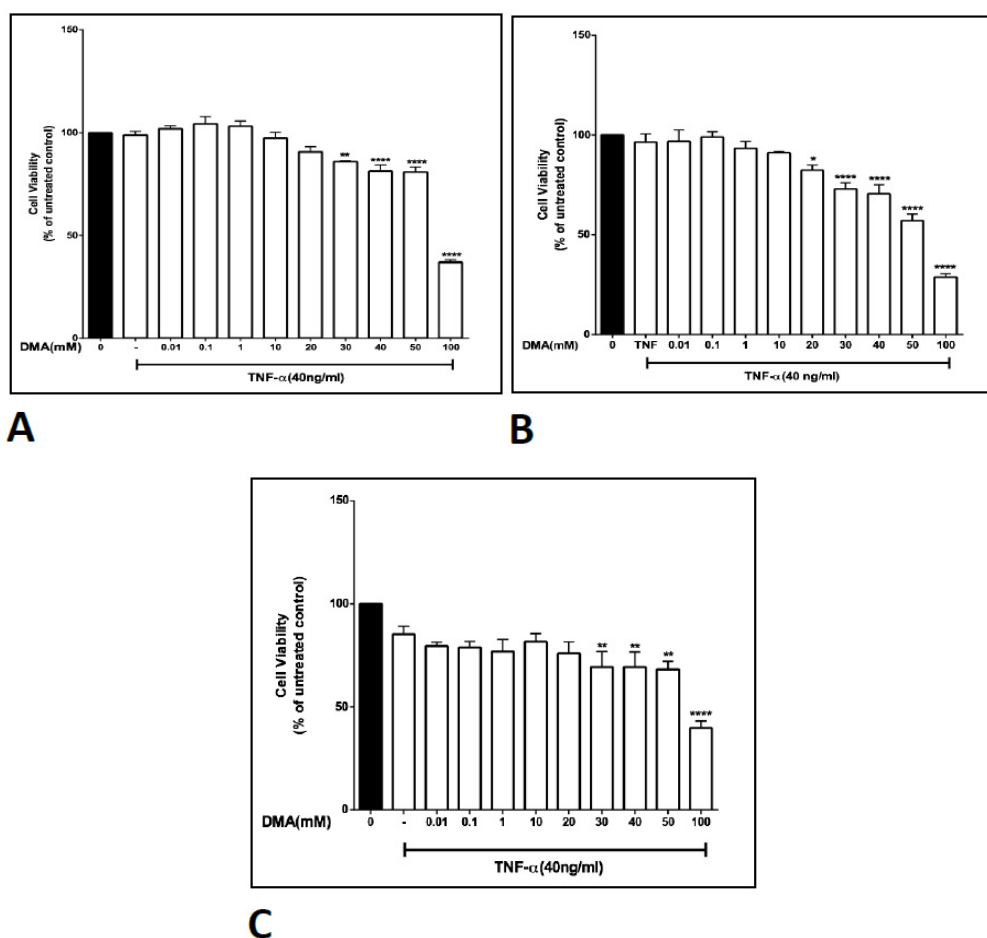 150
100
50
0
Cell Viability
(% of untreated control)
** **** **** ****
DMA(mM) 0 - 0.01 0.1 1 10 20 30 40 50 100
TNF-α(40ng/ml)
A
150
100
50
0
Cell Viability
(% of untreated control)
* **** **** **** ****
DMA(mM) 0 TNF 0.01 0.1 1 10 20 30 40 50 100
TNF-α(40 ng/ml)
B
150
100
50
0
Cell Viability
(% of untreated control)
** ** ** ****
DMA(mM) 0 - 0.01 0.1 1 10 20 30 40 50 100
TNF-α(40ng/ml)
C